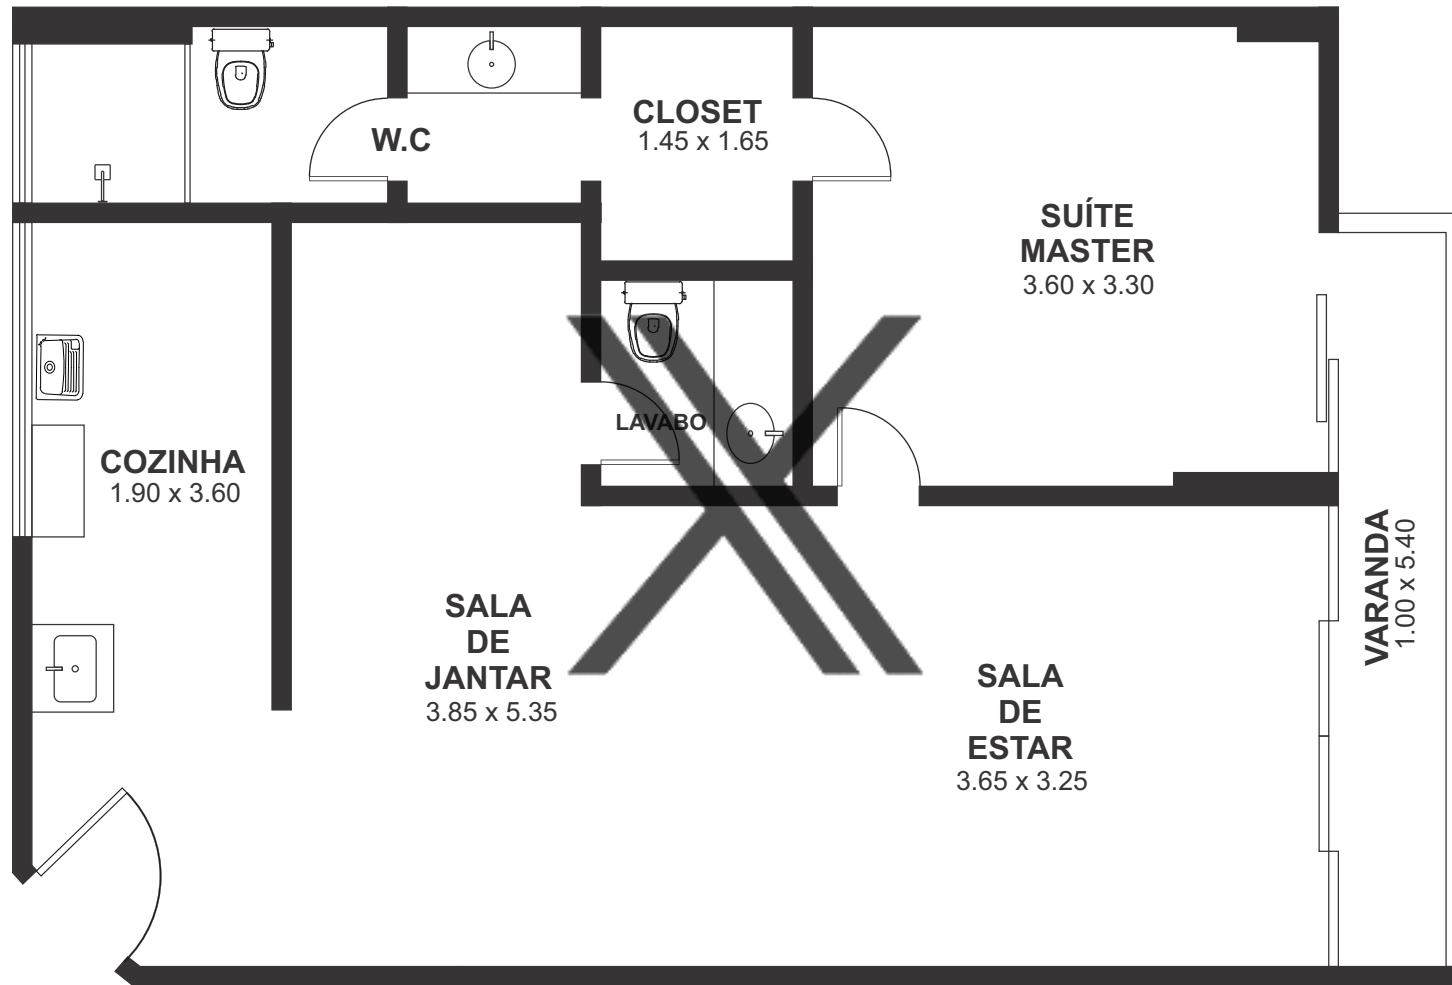 W.C
CLOSET
1.45 x 1.65
SUÍTE
MASTER
3.60 x 3.30
LAVABO
COZINHA
1.90 x 3.60
SALA
DE
JANTAR
3.85 x 5.35
SALA
DE
ESTAR
3.65 x 3.25
VARANDA
1.00 x 5.40